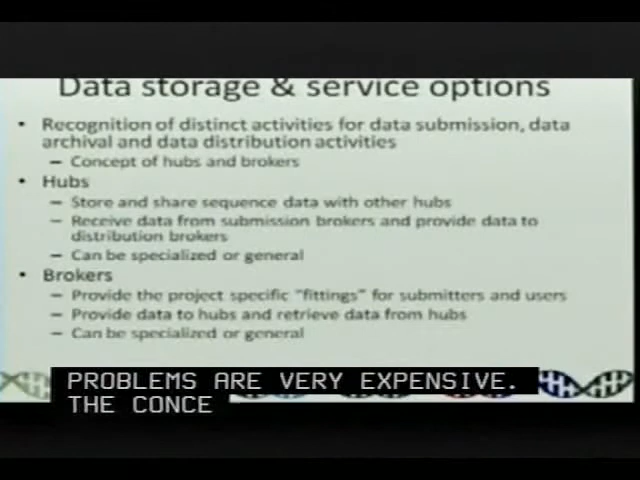 Data storage & service options
• Recognition of distinct activities for data submission, data
archival and data distribution activities
– Concept of hubs and brokers
• Hubs
– Store and share sequence data with other hubs
– Receive data from submission brokers and provide data to
distribution brokers
– Can be specialized or general
• Brokers
– Provide the project specific "fittings" for submitters and users
– Provide data to hubs and retrieve data from hubs
– Can be specialized or general
PROBLEMS ARE VERY EXPENSIVE.
THE CONCE